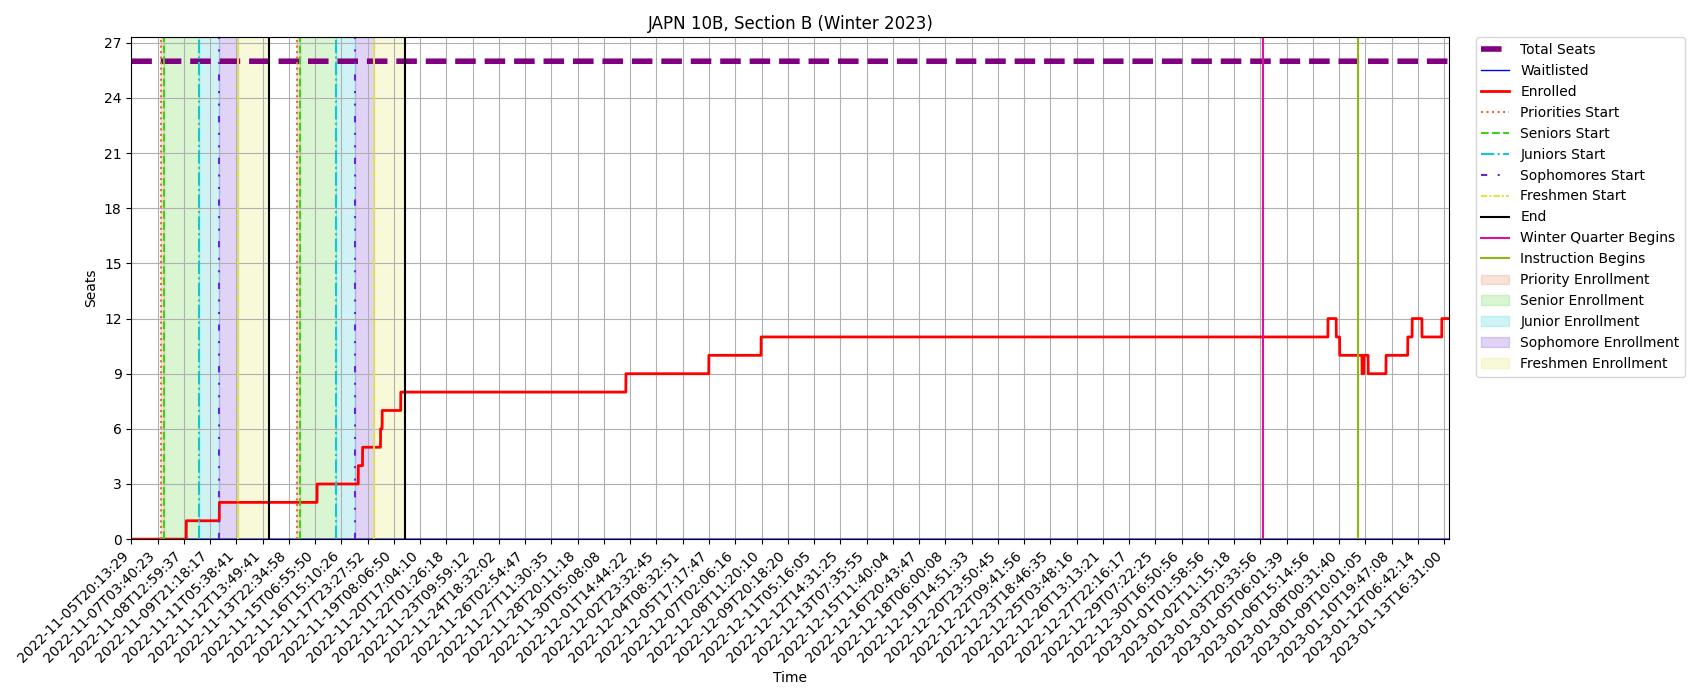 JAPN 10B, Section B (Winter 2023)
27
24
21
18
15
12
9
6
3
0
Seats
2022-11-05T20:13:29
2022-11-07T03:40:23
2022-11-08T12:59:37
2022-11-09T21:18:17
2022-11-11T05:38:41
2022-11-12T13:49:41
2022-11-13T22:34:58
2022-11-15T06:55:50
2022-11-16T15:10:26
2022-11-17T23:27:52
2022-11-19T08:06:50
2022-11-20T17:04:10
2022-11-22T01:26:18
2022-11-23T09:59:12
2022-11-24T18:32:02
2022-11-26T02:54:47
2022-11-27T11:30:35
2022-11-28T20:11:18
2022-11-30T05:08:08
2022-12-01T14:44:22
2022-12-02T23:32:45
2022-12-04T08:32:51
2022-12-05T17:17:47
2022-12-07T02:06:16
2022-12-08T11:20:10
2022-12-09T20:18:20
2022-12-11T05:16:05
2022-12-12T14:31:25
2022-12-13T07:35:55
2022-12-15T11:40:04
2022-12-16T20:43:47
2022-12-18T06:00:08
2022-12-19T14:51:33
2022-12-20T23:50:45
2022-12-22T09:41:56
2022-12-23T18:46:35
2022-12-25T03:48:16
2022-12-26T13:13:21
2022-12-27T22:16:17
2022-12-29T07:22:25
2022-12-30T16:50:56
2023-01-01T01:58:56
2023-01-02T11:15:18
2023-01-03T20:33:56
2023-01-05T06:01:39
2023-01-06T15:14:56
2023-01-08T00:31:40
2023-01-09T10:01:05
2023-01-10T19:47:08
2023-01-12T06:42:14
2023-01-13T16:31:00
Time
Total Seats
Waitlisted
Enrolled
Priorities Start
Seniors Start
Juniors Start
Sophomores Start
Freshmen Start
End
Winter Quarter Begins
Instruction Begins
Priority Enrollment
Senior Enrollment
Junior Enrollment
Sophomore Enrollment
Freshmen Enrollment